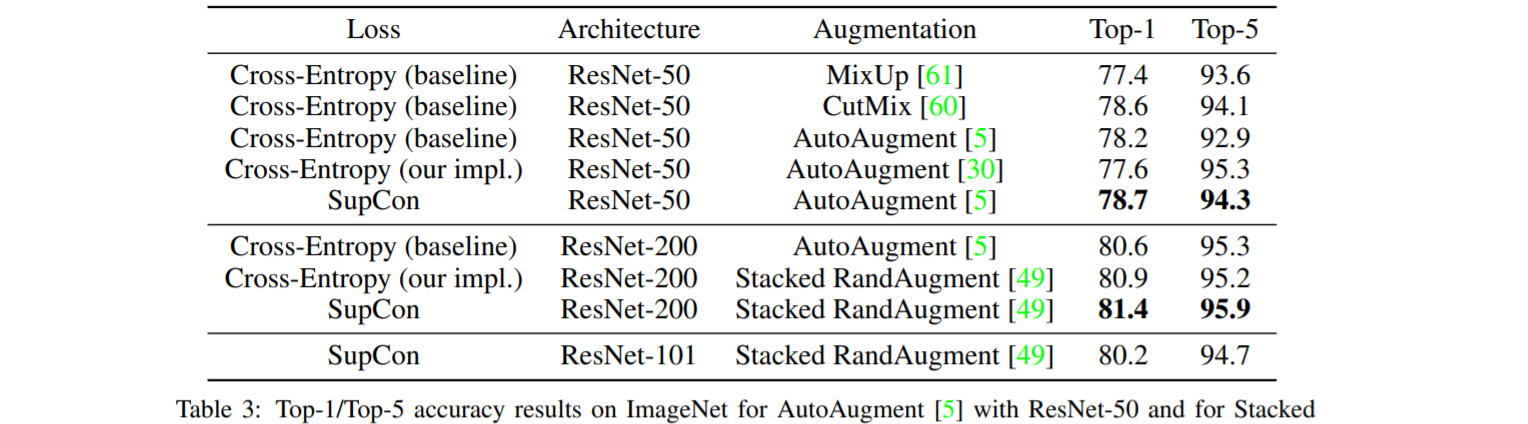 Loss Architecture Augmentation Top-1 Top-5
Cross-Entropy (baseline) ResNet-50 MixUp [61] 77.4 93.6
Cross-Entropy (baseline) ResNet-50 CutMix [60] 78.6 94.1
Cross-Entropy (baseline) ResNet-50 AutoAugment [5] 78.2 92.9
Cross-Entropy (our impl.) ResNet-50 AutoAugment [30] 77.6 95.3
SupCon ResNet-50 AutoAugment [5] 78.7 94.3
Cross-Entropy (baseline) ResNet-200 AutoAugment [5] 80.6 95.3
Cross-Entropy (our impl.) ResNet-200 Stacked RandAugment [49] 80.9 95.2
SupCon ResNet-200 Stacked RandAugment [49] 81.4 95.9
SupCon ResNet-101 Stacked RandAugment [49] 80.2 94.7
Table 3: Top-1/Top-5 accuracy results on ImageNet for AutoAugment [5] with ResNet-50 and for Stacked